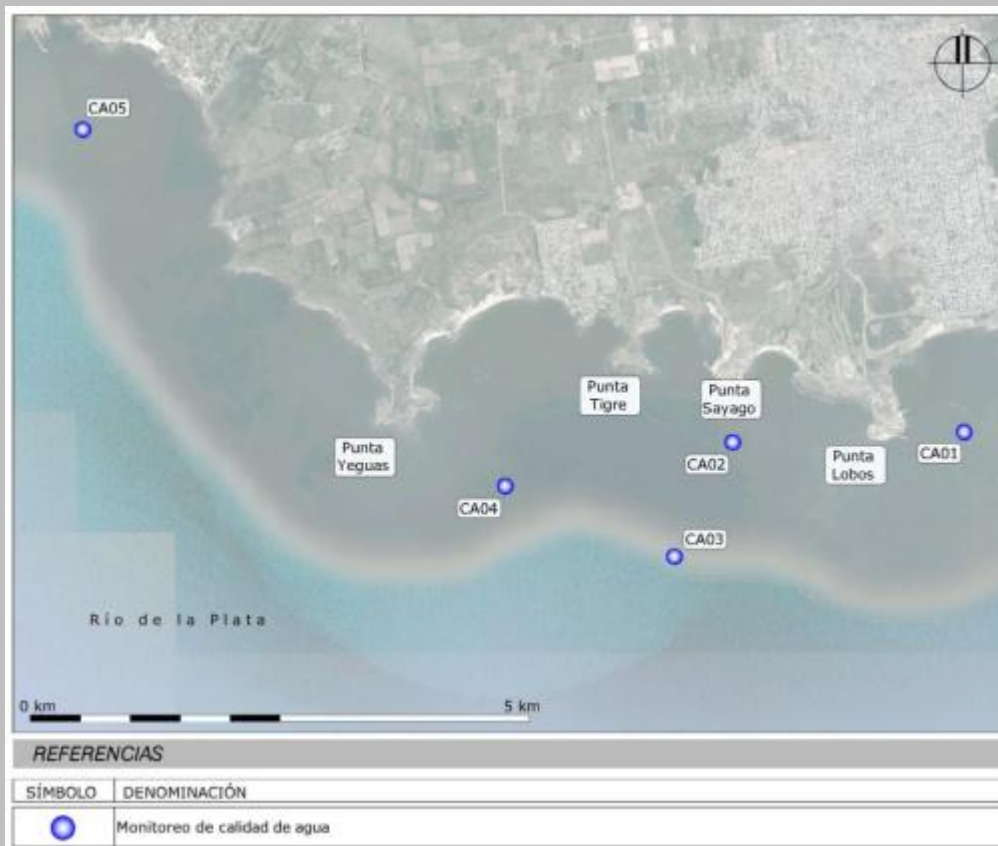 CA05
Punta
Tigre
Punta
Sayago
Punta
Yeguas
CA02
Punta
Lobos
CA01
CA04
CA03
Río de la Plata
0 km
5 km
REFERENCIAS
SÍMBOLO DENOMINACIÓN
Monitoreo de calidad de agua